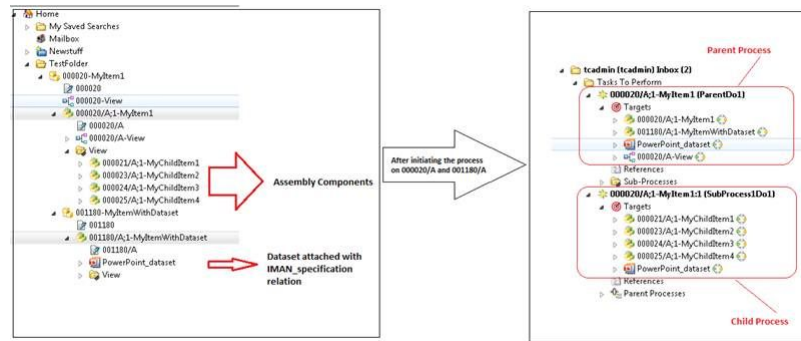 Home
My Saved Searches
Mailbox
Newstuff
TestFolder
000020-MyItem1
000020
000020-View
000020/A;1-MyItem1
000020/A
000020/A-View
View
000021/A;1-MyChildItem1
000023/A;1-MyChildItem2
000024/A;1-MyChildItem3
000025/A;1-MyChildItem4
001180-MyItemWithDataset
001180
001180/A;1-MyItemWithDataset
001180/A
PowerPoint_dataset
View
Assembly Components
Dataset attached with
IMAN_specification
relation
After initiating the process
on 000020/A and 001180/A
Parent Process
tcadmin (tcadmin) Inbox (2)
Tasks To Perform
000020/A;1-MyItem1 (ParentDo1)
Targets
000020/A;1-MyItem1
001180/A;1-MyItemWithDataset
PowerPoint_dataset
000020/A-View
References
Sub-Processes
000020/A;1-MyItem1:1 (SubProcess1Do1)
Targets
000021/A;1-MyChildItem1
000023/A;1-MyChildItem2
000024/A;1-MyChildItem3
000025/A;1-MyChildItem4
PowerPoint_dataset
References
Parent Processes
Child Process